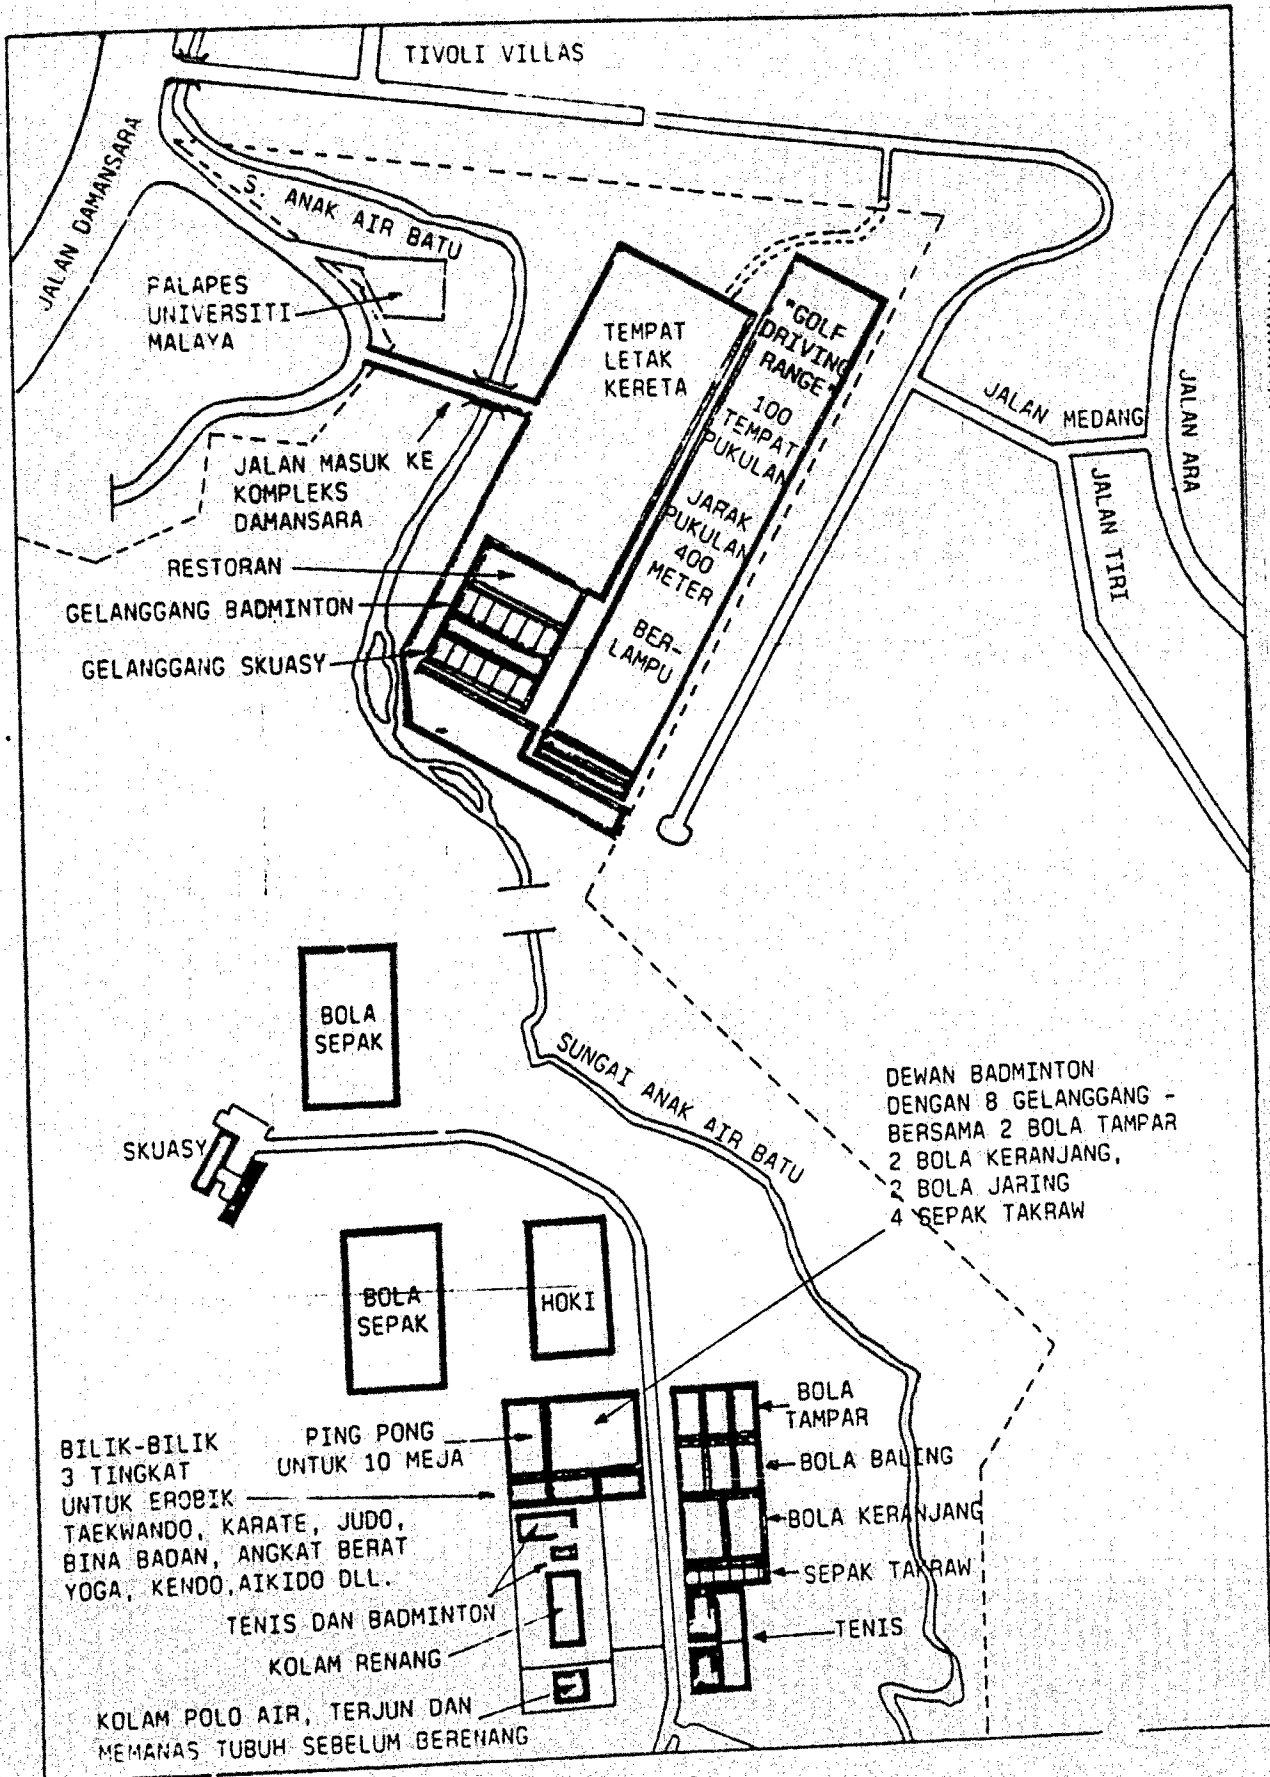 TIVOLI VILLAS
JALAN DAMANSARA
S. ANAK AIR BATU
PALAPES
UNIVERSITI
MALAYA
TEMPAT
LETAK
KERETA
"GOLF
DRIVING
RANGE"
100
TEMPAT
PUKULAN
JARAK
PUKULAN
400
METER
BER-
LAMPU
JALAN MEDANG
JALAN ARA
JALAN TIRI
JALAN MASUK KE
KOMPLEKS
DAMANSARA
RESTORAN
GELANGGANG BADMINTON
GELANGGANG SKUASY
BOLA
SEPAK
SUNGAI ANAK AIR BATU
DEWAN BADMINTON
DENGAN 8 GELANGGANG -
BERSAMA 2 BOLA TAMPAR
2 BOLA KERANJANG,
2 BOLA JARING
4 SEPAK TAKRAW
SKUASY
BOLA
SEPAK
HOKI
BOLA
TAMPAR
BOLA BALING
BOLA KERANJANG
SEPAK TAKRAW
TENIS
PING PONG
UNTUK 10 MEJA
BILIK-BILIK
3 TINGKAT
UNTUK EROBIK
TAEKWANDO, KARATE, JUDO,
BINA BADAN, ANGKAT BERAT
YOGA, KENDO,AIKIDO DLL.
TENIS DAN BADMINTON
KOLAM RENANG
KOLAM POLO AIR, TERJUN DAN
MEMANAS TUBUH SEBELUM BERENANG